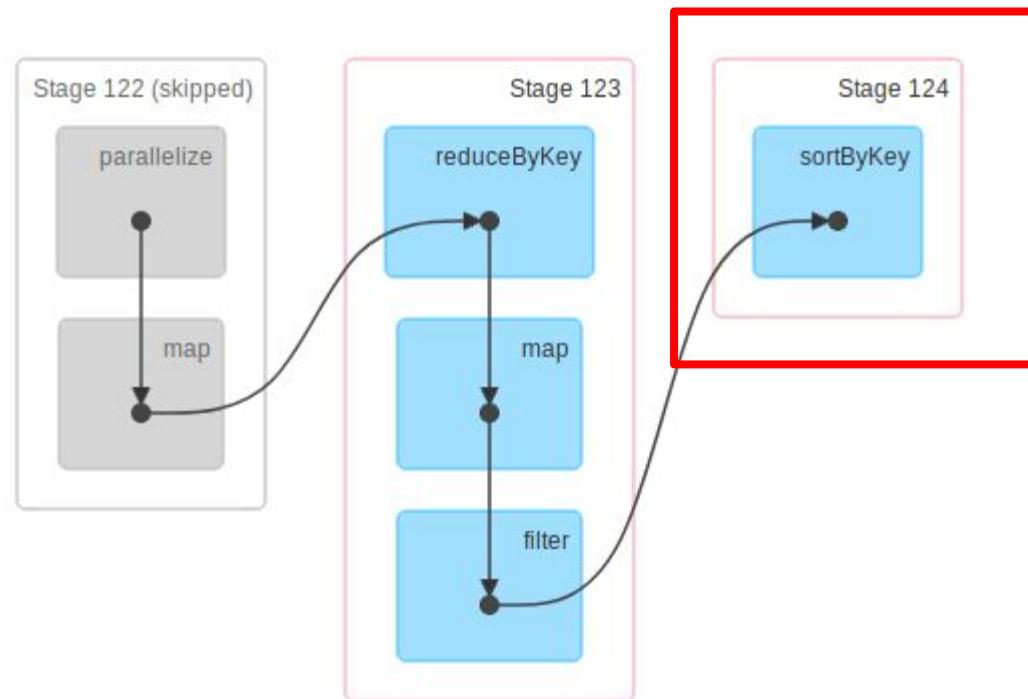 Stage 122 (skipped)
parallelize
map
Stage 123
reduceByKey
map
filter
Stage 124
sortByKey